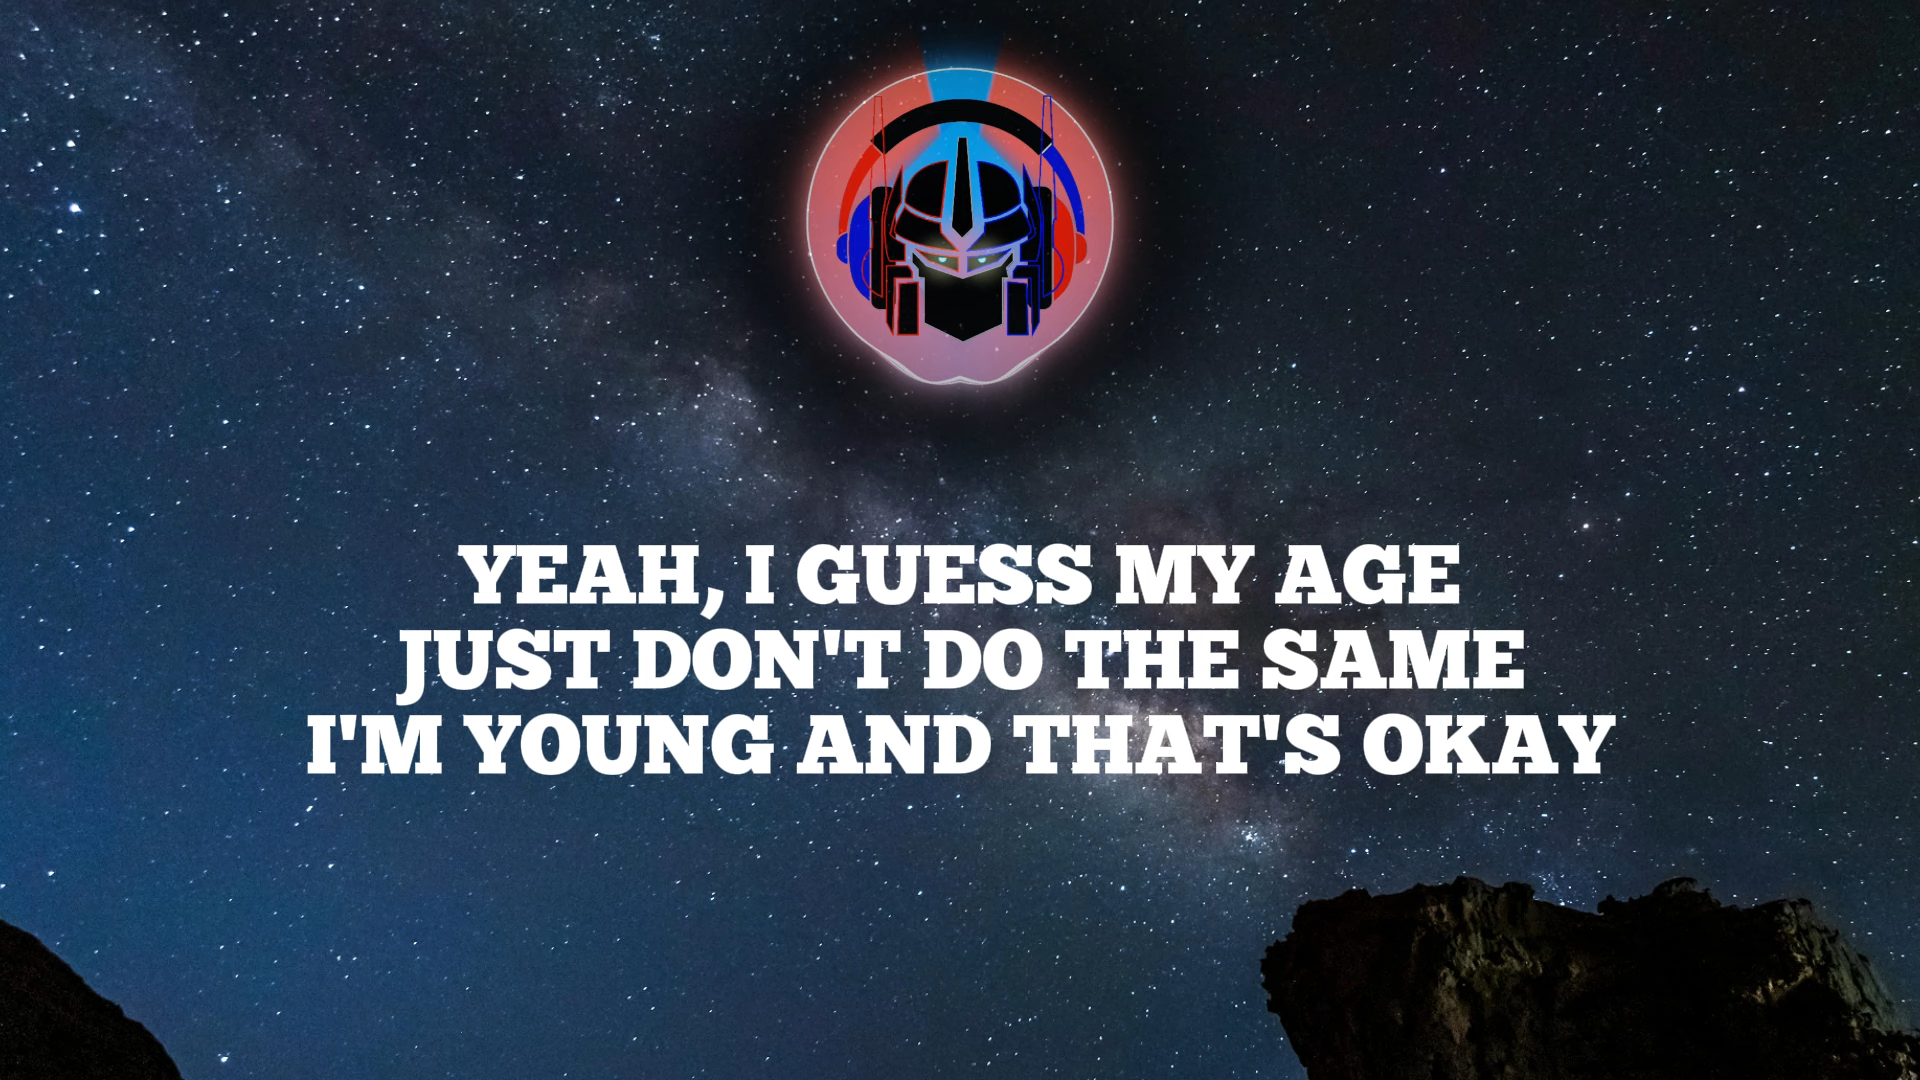 YEAH, I GUESS MY AGE
JUST DON'T DO THE SAME
I'M YOUNG AND THAT'S OKAY